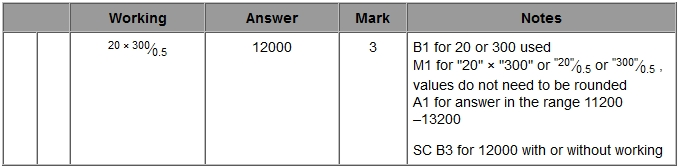 Working Answer Mark Notes
20 × 300/0.5 12000 3 B1 for 20 or 300 used
M1 for "20" × "300" or "20"/0.5 or "300"/0.5 ,
values do not need to be rounded
A1 for answer in the range 11200
–13200
SC B3 for 12000 with or without working